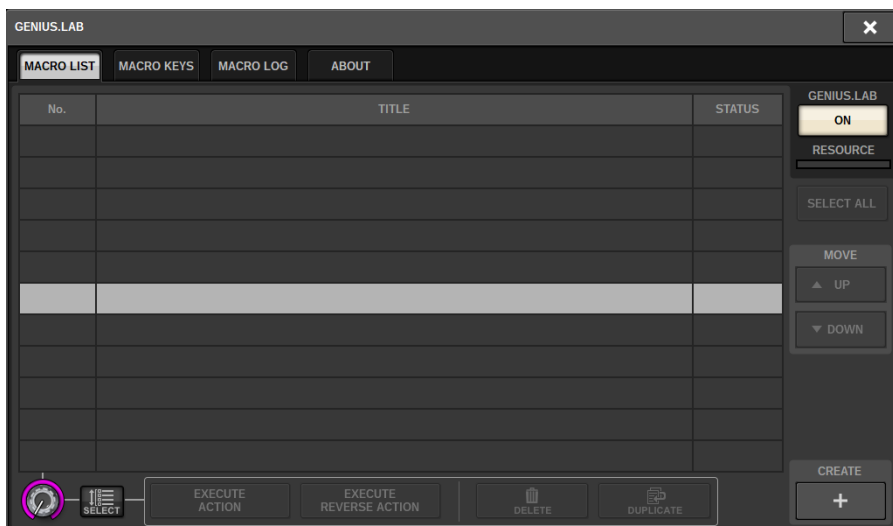 GENIUS.LAB
MACRO LIST MACRO KEYS MACRO LOG ABOUT
No. TITLE STATUS
GENIUS.LAB
ON
RESOURCE
SELECT ALL
MOVE
UP
DOWN
CREATE
+
SELECT
EXECUTE
ACTION
EXECUTE
REVERSE ACTION
DELETE
DUPLICATE